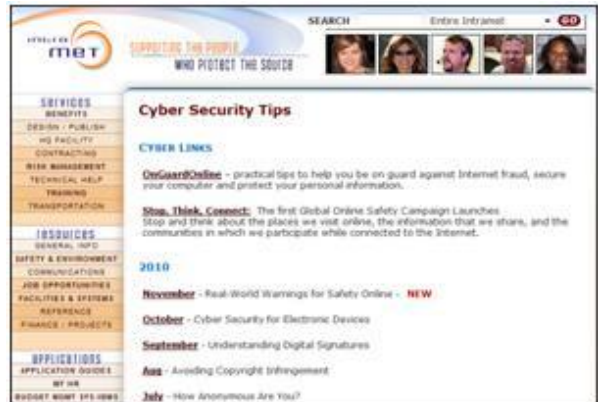 SEARCH Entire Intranet GO
intra
met
SUPPORTING THE PEOPLE
WHO PROTECT THE SOURCE
SERVICES
BENEFITS
DESIGN / PUBLISH
HQ FACILITY
CONTRACTING
RISK MANAGEMENT
TECHNICAL HELP
TRAINING
TRANSPORTATION
RESOURCES
GENERAL INFO
SAFETY & ENVIRONMENT
COMMUNICATIONS
JOB OPPORTUNITIES
FACILITIES & SYSTEMS
REFERENCE
FINANCE / PROJECTS
APPLICATIONS
APPLICATION GUIDES
MY HR
BUDGET MGMT SYS-IBMS
Cyber Security Tips
CYBER LINKS
OnGuardOnline - practical tips to help you be on guard against Internet fraud, secure
your computer and protect your personal information.
Stop, Think, Connect: The first Global Online Safety Campaign Launches
Stop and think about the places we visit online, the information that we share, and the
communities in which we participate while connected to the Internet.
2010
November - Real-World Warnings for Safety Online - NEW
October - Cyber Security for Electronic Devices
September - Understanding Digital Signatures
Aug - Avoiding Copyright Infringement
July - How Anonymous Are You?